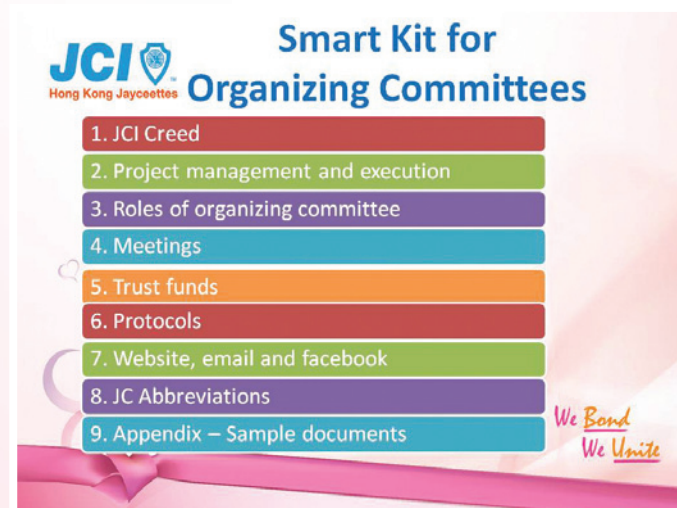 Smart Kit for
Organizing Committees
JCI
Hong Kong Jayceettes
1. JCI Creed
2. Project management and execution
3. Roles of organizing committee
4. Meetings
5. Trust funds
6. Protocols
7. Website, email and facebook
8. JC Abbreviations
9. Appendix – Sample documents
We Bond
We Unite